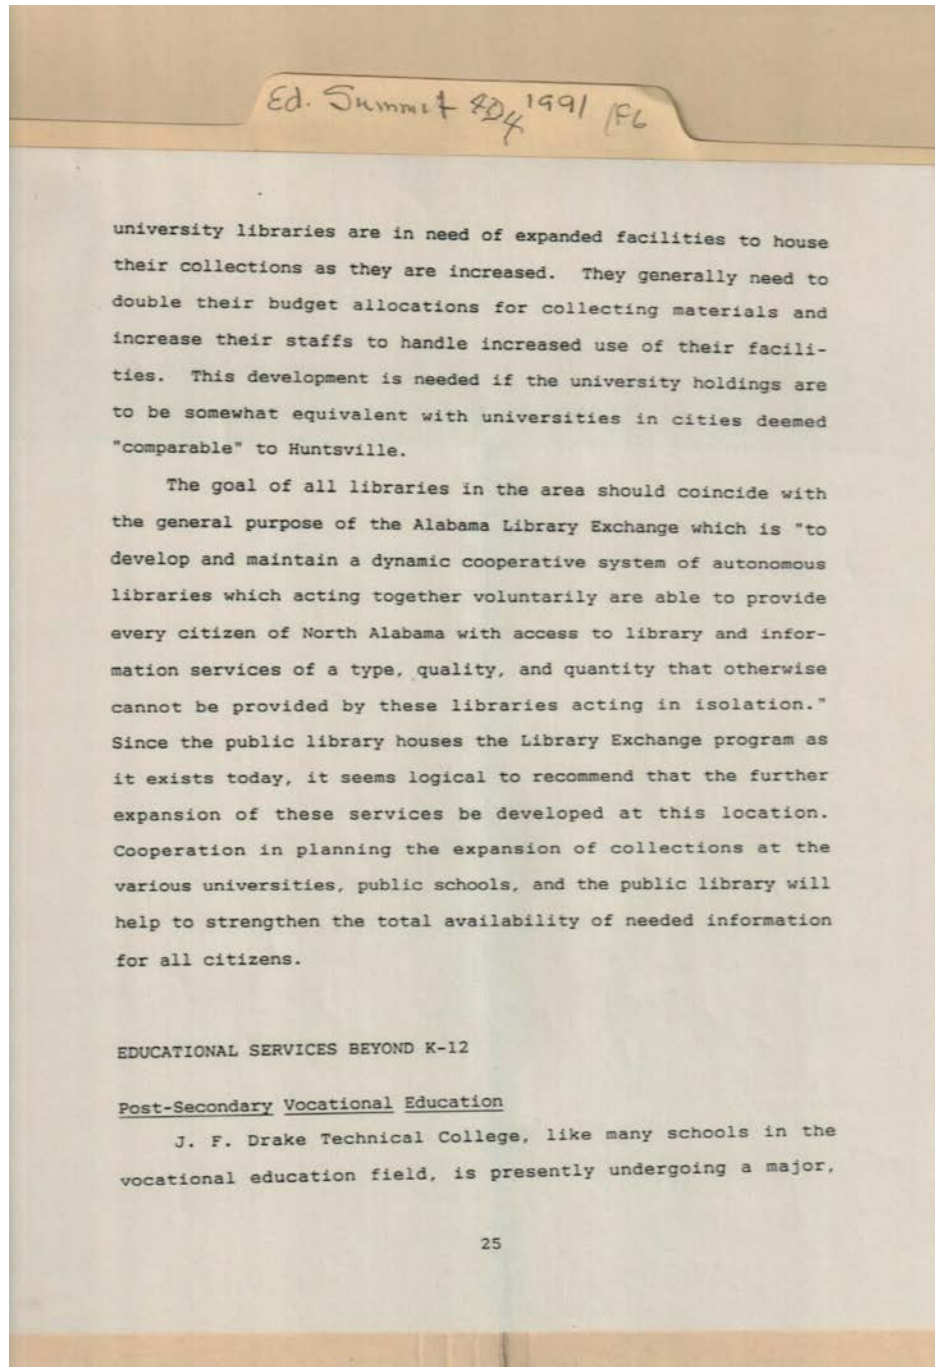 Ed. Summit 8D4 1991 /F6
university libraries are in need of expanded facilities to house
their collections as they are increased.  They generally need to
double their budget allocations for collecting materials and
increase their staffs to handle increased use of their facili-
ties.  This development is needed if the university holdings are
to be somewhat equivalent with universities in cities deemed
"comparable" to Huntsville.
The goal of all libraries in the area should coincide with
the general purpose of the Alabama Library Exchange which is "to
develop and maintain a dynamic cooperative system of autonomous
libraries which acting together voluntarily are able to provide
every citizen of North Alabama with access to library and infor-
mation services of a type, quality, and quantity that otherwise
cannot be provided by these libraries acting in isolation."
Since the public library houses the Library Exchange program as
it exists today, it seems logical to recommend that the further
expansion of these services be developed at this location.
Cooperation in planning the expansion of collections at the
various universities, public schools, and the public library will
help to strengthen the total availability of needed information
for all citizens.
EDUCATIONAL SERVICES BEYOND K-12
Post-Secondary Vocational Education
J. F. Drake Technical College, like many schools in the
vocational education field, is presently undergoing a major,
25